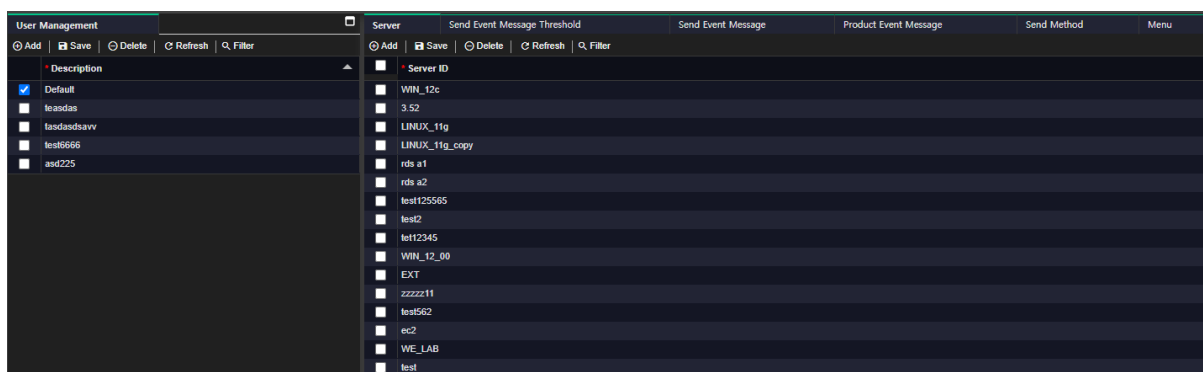 User Management
Add | Save | Delete | Refresh | Filter
* Description
Default
teasdas
tasdasdsavv
test6666
asd225
Server Send Event Message Threshold Send Event Message Product Event Message Send Method Menu
Add | Save | Delete | Refresh | Filter
* Server ID
WIN_12c
3.52
LINUX_11g
LINUX_11g_copy
rds a1
rds a2
test125565
test2
tet12345
WIN_12_00
EXT
zzzzz11
test562
ec2
WE_LAB
test